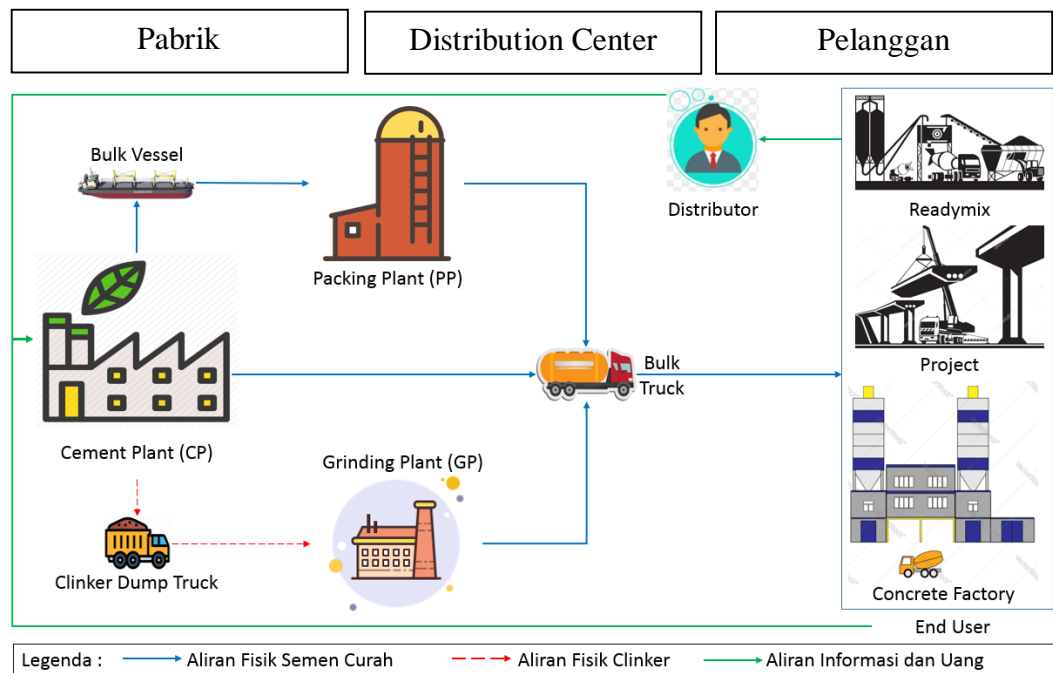 Pabrik
Distribution Center
Pelanggan
Bulk Vessel
Distributor
Readymix
Packing Plant (PP)
Bulk
Truck
Project
Cement Plant (CP)
Grinding Plant (GP)
Clinker Dump Truck
Concrete Factory
End User
Legenda :
Aliran Fisik Semen Curah
Aliran Fisik Clinker
Aliran Informasi dan Uang